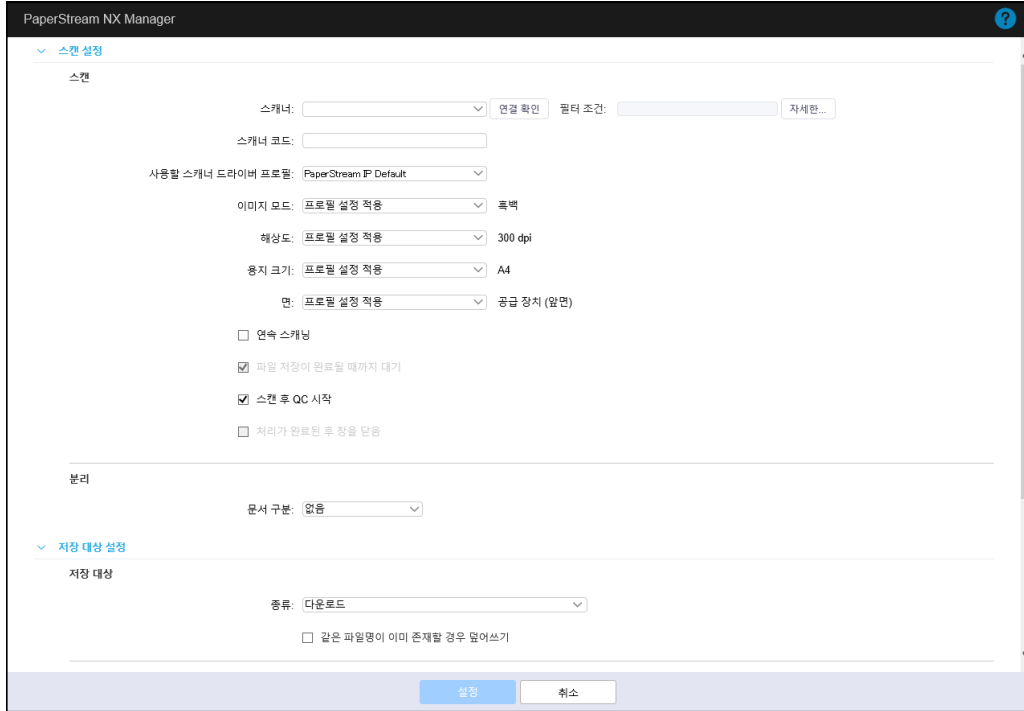 PaperStream NX Manager
?
스캔 설정
스캔
스캐너: 연결 확인 필터 조건: 자세한...
스캐너 코드:
사용할 스캐너 드라이버 프로필: PaperStream IP Default
이미지 모드: 프로필 설정 적용 흑백
해상도: 프로필 설정 적용 300 dpi
용지 크기: 프로필 설정 적용 A4
면: 프로필 설정 적용 공급 장치 (앞면)
연속 스캐닝
파일 저장이 완료될 때까지 대기
스캔 후 QC 시작
처리가 완료된 후 창을 닫음
분리
문서 구분: 없음
저장 대상 설정
저장 대상
종류: 다운로드
같은 파일명이 이미 존재할 경우 덮어쓰기
설정 취소